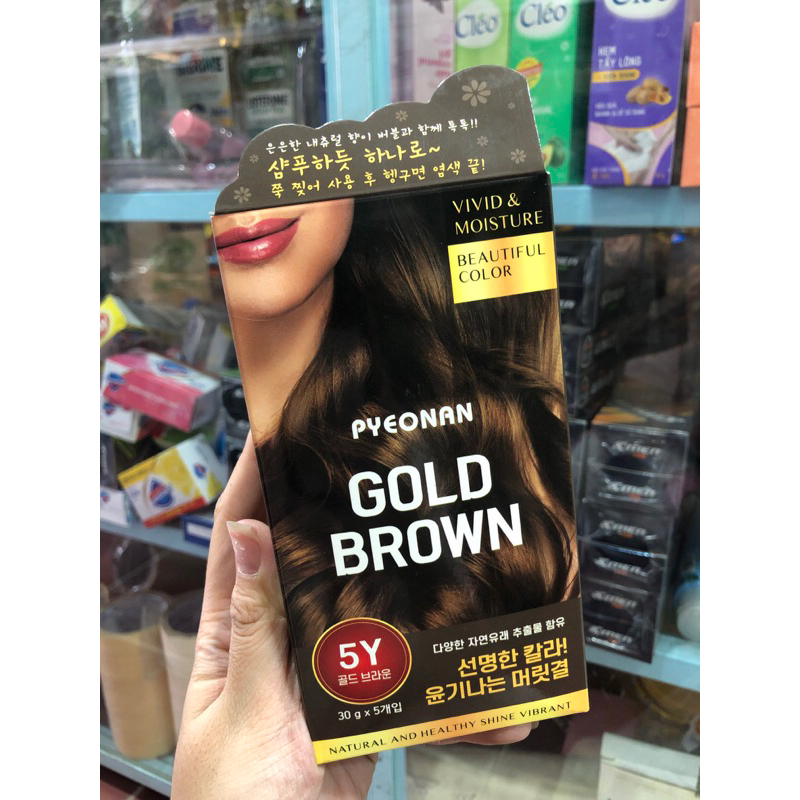 Cléo
Cléo
Cléo
KEM
TẨY LÔNG
은은한 내츄럴 향이 버블과 함께 톡톡!!
샴푸하듯 하나로~
쭉 찢어 사용 후 헹구면 염색 끝!
VIVID &
MOISTURE
BEAUTIFUL
COLOR
PYEONAN
GOLD
BROWN
5Y
골드 브라운
30 g x 5개입
다양한 자연유래 추출물 함유
선명한 칼라!
윤기나는 머릿결
NATURAL AND HEALTHY SHINE VIBRANT